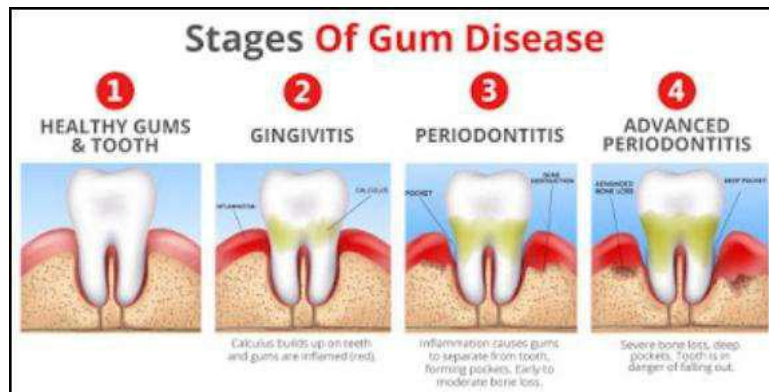 Stages Of Gum Disease
1
HEALTHY GUMS
& TOOTH
2
GINGIVITIS
INFLAMMATION
CALCULUS
Calculus builds up on teeth
and gums are inflamed (red).
3
PERIODONTITIS
POCKET
BONE
DESTRUCTION
Inflammation causes gums
to separate from tooth,
forming pockets. Early to
moderate bone loss.
4
ADVANCED
PERIODONTITIS
BONE LOSS
DEEP POCKET
Severe bone loss, deep
pockets. Tooth is in
danger of falling out.